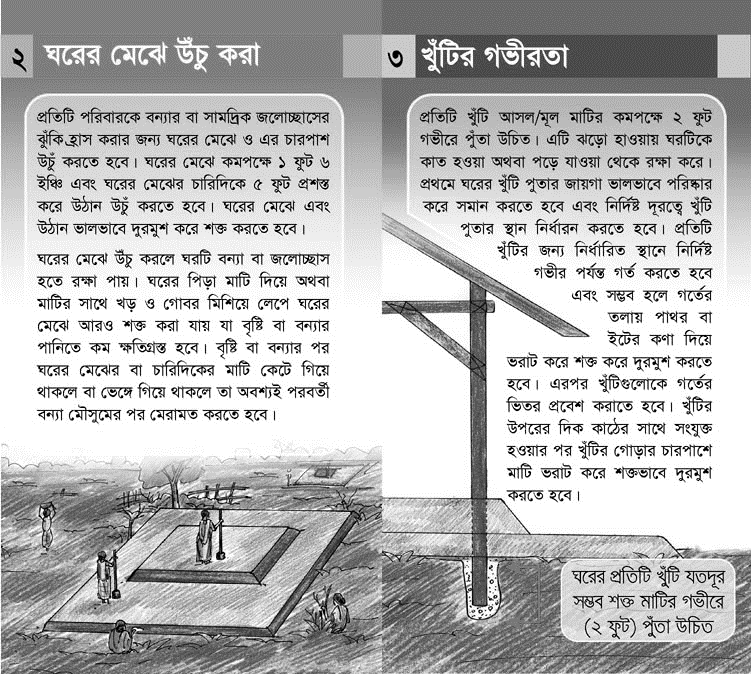 ২ ঘরের মেঝে উঁচু করা
প্রতিটি পরিবারকে বন্যার বা সামদ্রিক জলোচ্ছাসের
ঝুঁকি হ্রাস করার জন্য ঘরের মেঝে ও এর চারপাশ
উচুঁ করতে হবে। ঘরের মেঝে কমপক্ষে ১ ফুট ৬
ইঞ্চি এবং ঘরের মেঝের চারিদিকে ৫ ফুট প্রশস্ত
করে উঠান উচুঁ করতে হবে। ঘরের মেঝে এবং
উঠান ভালভাবে দুরমুশ করে শক্ত করতে হবে।
ঘরের মেঝে উঁচু করলে ঘরটি বন্যা বা জলোচ্ছাস
হতে রক্ষা পায়। ঘরের পিড়া মাটি দিয়ে অথবা
মাটির সাথে খড় ও গোবর মিশিয়ে লেপে ঘরের
মেঝে আরও শক্ত করা যায় যা বৃষ্টি বা বন্যার
পানিতে কম ক্ষতিগ্রস্ত হবে। বৃষ্টি বা বন্যার পর
ঘরের মেঝের বা চারিদিকের মাটি কেটে গিয়ে
থাকলে বা ভেঙ্গে গিয়ে থাকলে তা অবশ্যই পরবর্তী
বন্যা মৌসুমের পর মেরামত করতে হবে।
৩ খুঁটির গভীরতা
প্রতিটি খুঁটি আসল/মূল মাটির কমপক্ষে ২ ফুট
গভীরে পুঁতা উচিত। এটি ঝড়ো হাওয়ায় ঘরটিকে
কাত হওয়া অথবা পড়ে যাওয়া থেকে রক্ষা করে।
প্রথমে ঘরের খুঁটি পুতার জায়গা ভালভাবে পরিষ্কার
করে সমান করতে হবে এবং নির্দিষ্ট দূরত্বে খুঁটি
পুতার স্থান নির্ধারন করতে হবে। প্রতিটি
খুঁটির জন্য নির্ধারিত স্থানে নির্দিষ্ট
গভীর পর্যন্ত গর্ত করতে হবে
এবং সম্ভব হলে গর্তের
তলায় পাথর বা
ইটের কণা দিয়ে
ভরাট করে শক্ত করে দুরমুশ করতে
হবে। এরপর খুঁটিগুলোকে গর্তের
ভিতর প্রবেশ করাতে হবে। খুঁটির
উপরের দিক কাঠের সাথে সংযুক্ত
হওয়ার পর খুঁটির গোড়ার চারপাশে
মাটি ভরাট করে শক্তভাবে দুরমুশ
করতে হবে।
ঘরের প্রতিটি খুঁটি যতদূর
সম্ভব শক্ত মাটির গভীরে
(২ ফুট) পুঁতা উচিত